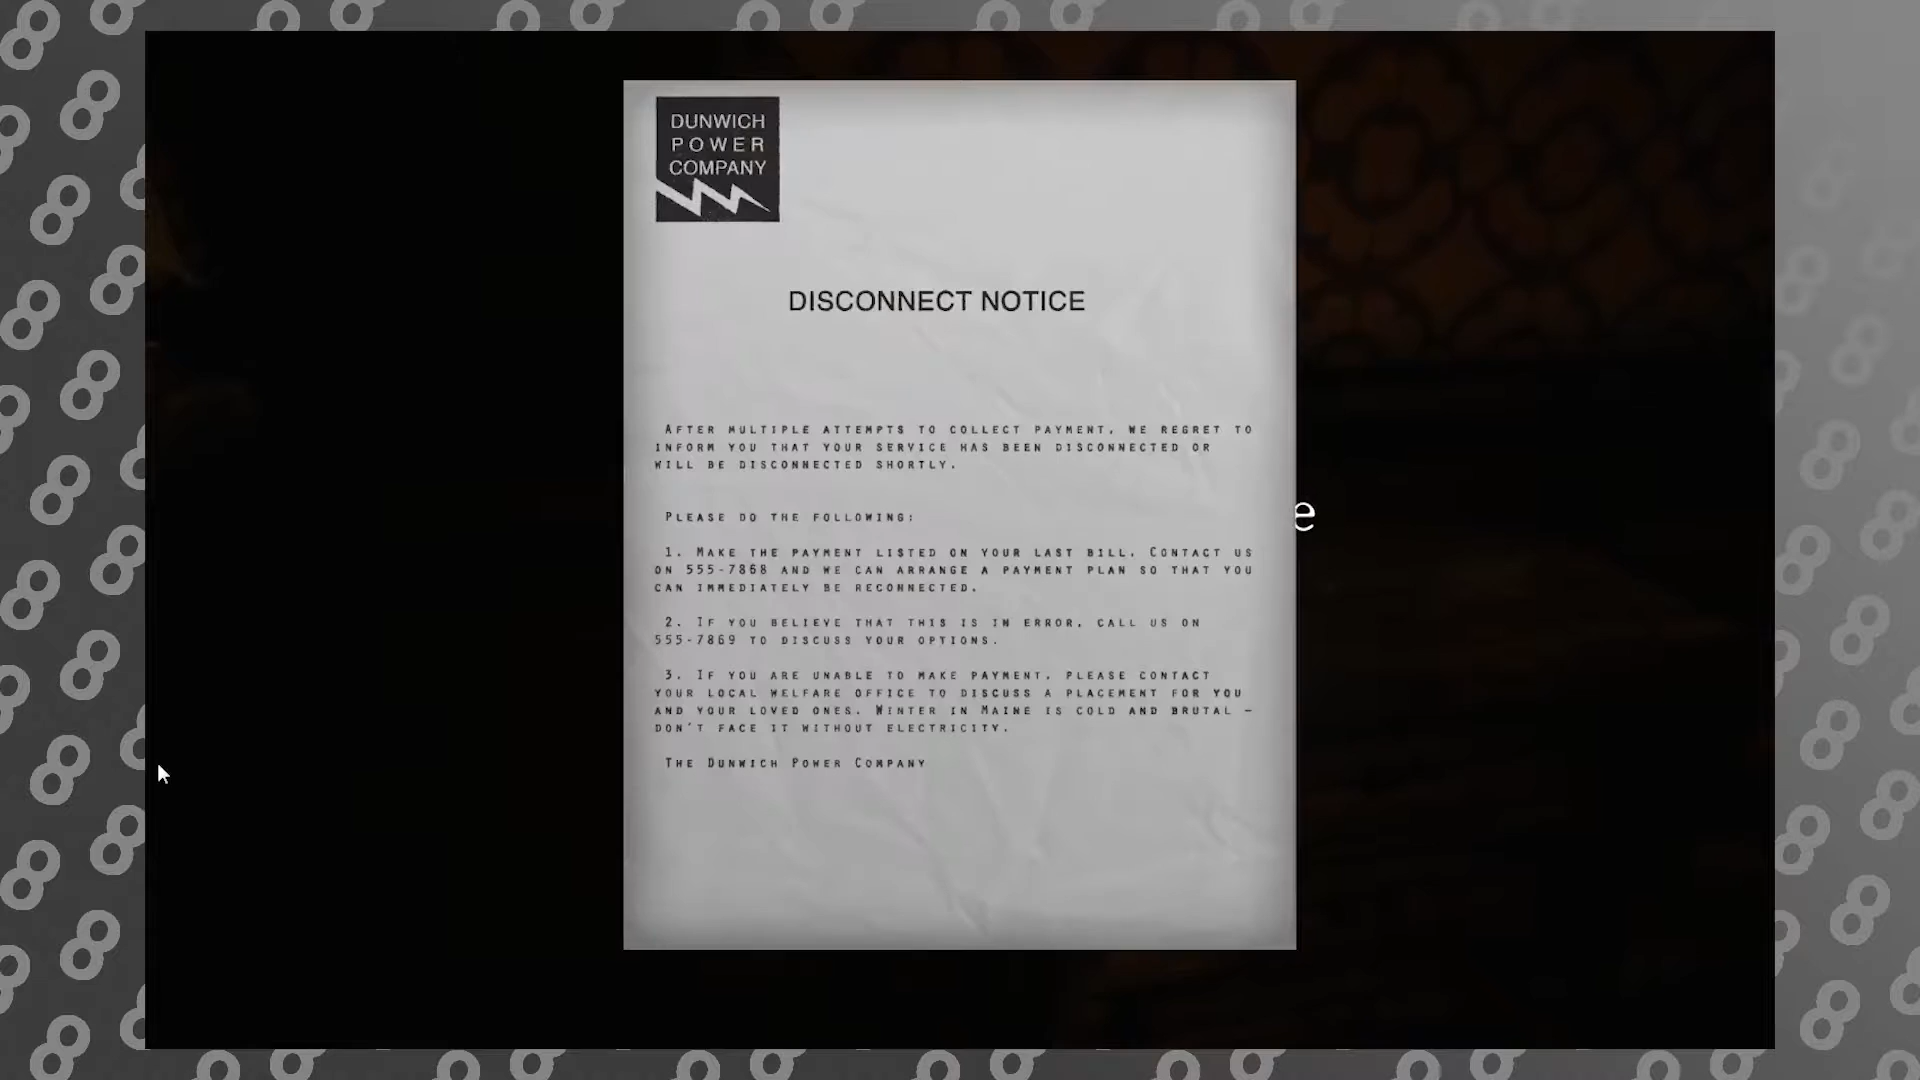 DUNWICH
POWER
COMPANY
DISCONNECT NOTICE
AFTER MULTIPLE ATTEMPTS TO COLLECT PAYMENT, WE REGRET TO
INFORM YOU THAT YOUR SERVICE HAS BEEN DISCONNECTED OR
WILL BE DISCONNECTED SHORTLY.
PLEASE DO THE FOLLOWING:
1. MAKE THE PAYMENT LISTED ON YOUR LAST BILL. CONTACT US
ON 555-7868 AND WE CAN ARRANGE A PAYMENT PLAN SO THAT YOU
CAN IMMEDIATELY BE RECONNECTED.
2. IF YOU BELIEVE THAT THIS IS IN ERROR, CALL US ON
555-7869 TO DISCUSS YOUR OPTIONS.
3. IF YOU ARE UNABLE TO MAKE PAYMENT, PLEASE CONTACT
YOUR LOCAL WELFARE OFFICE TO DISCUSS A PLACEMENT FOR YOU
AND YOUR LOVED ONES. WINTER IN MAINE IS COLD AND BRUTAL –
DON'T FACE IT WITHOUT ELECTRICITY.
THE DUNWICH POWER COMPANY
e